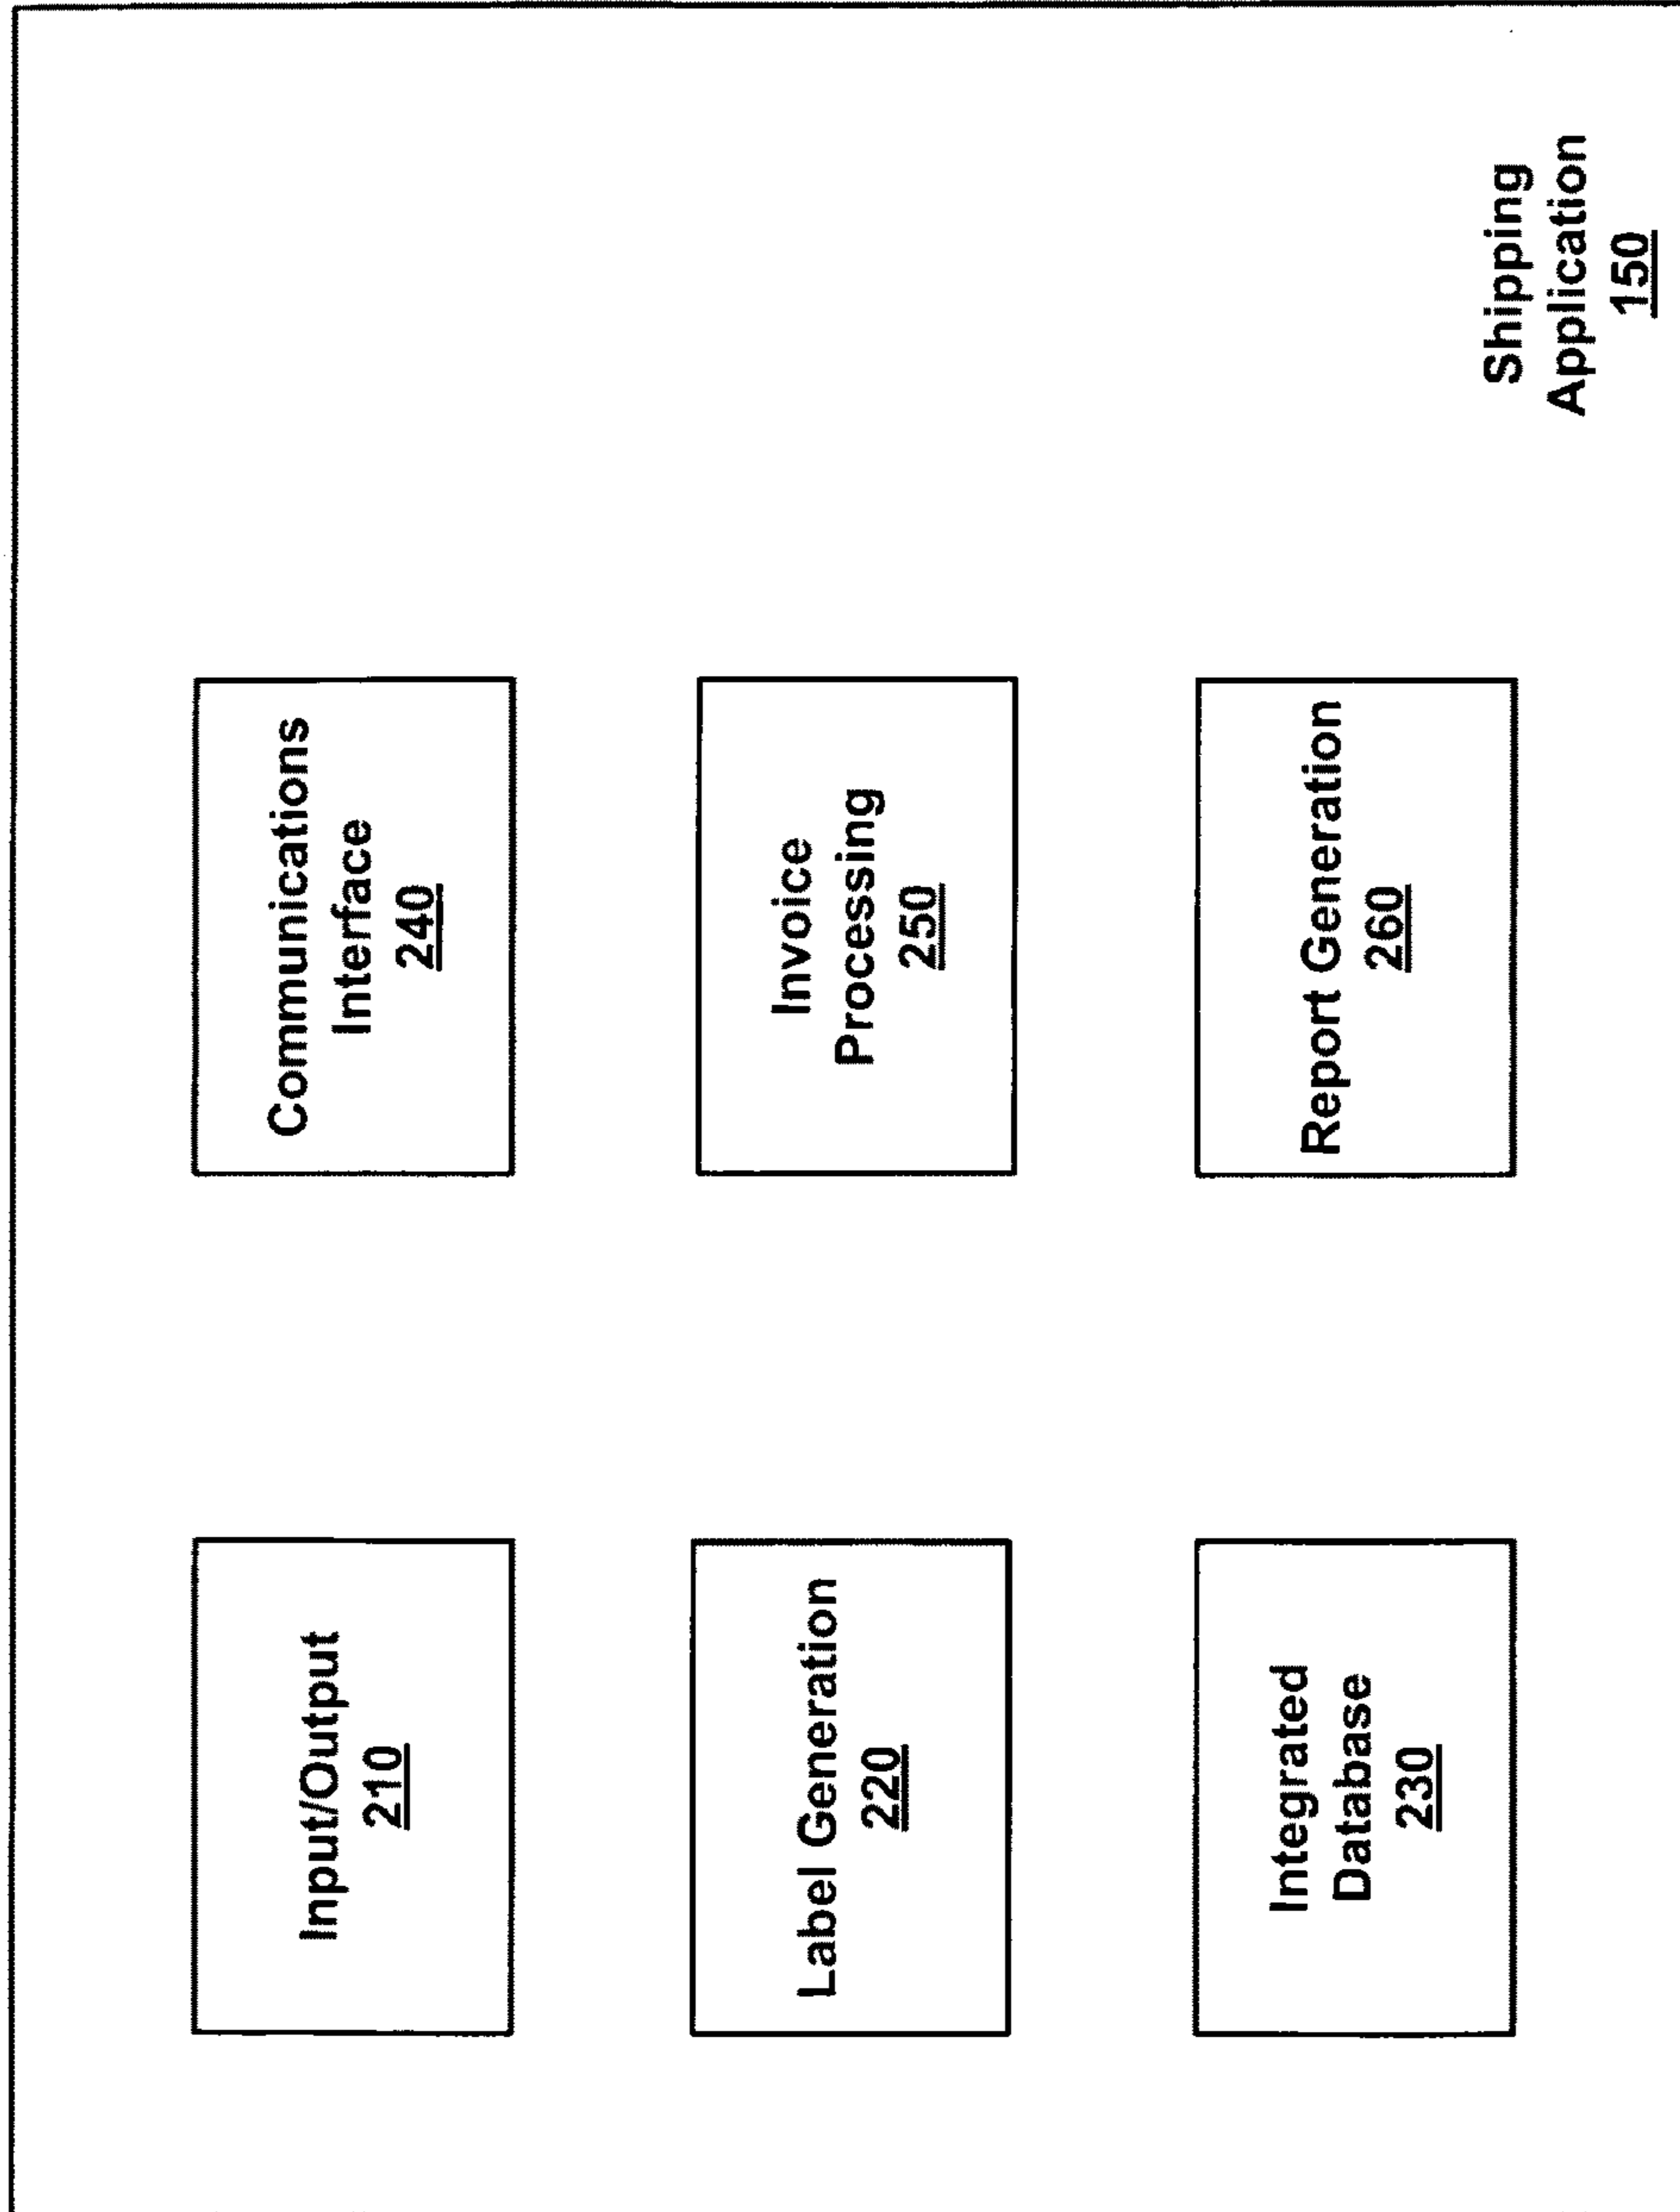 Input/Output
210
Label Generation
220
Integrated
Database
230
Communications
Interface
240
Invoice
Processing
250
Report Generation
260
Shipping
Application
150